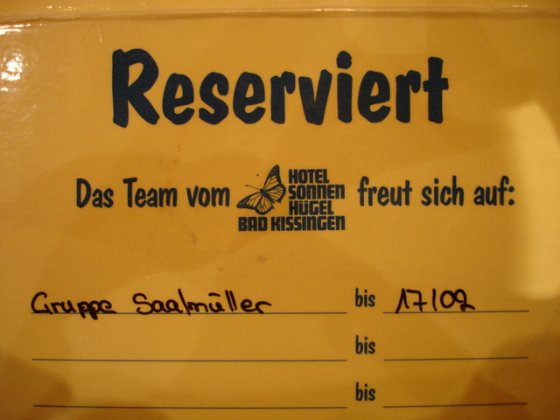 Reserviert
Das Team vom HOTEL SONNEN HÜGEL BAD KISSINGEN freut sich auf:
Gruppe Saalmüller bis 17/02
bis
bis